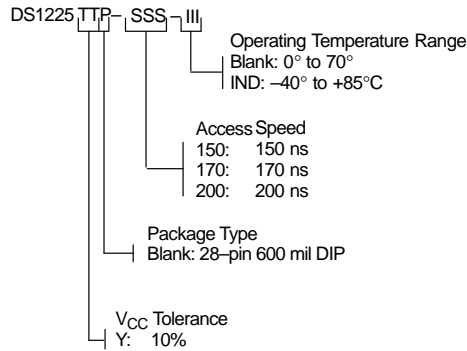 DS1225 TTP– SSS – III
Operating Temperature Range
Blank: 0° to 70°
IND: –40° to +85°C
Access Speed
150: 150 ns
170: 170 ns
200: 200 ns
Package Type
Blank: 28–pin 600 mil DIP
VCC Tolerance
Y: 10%